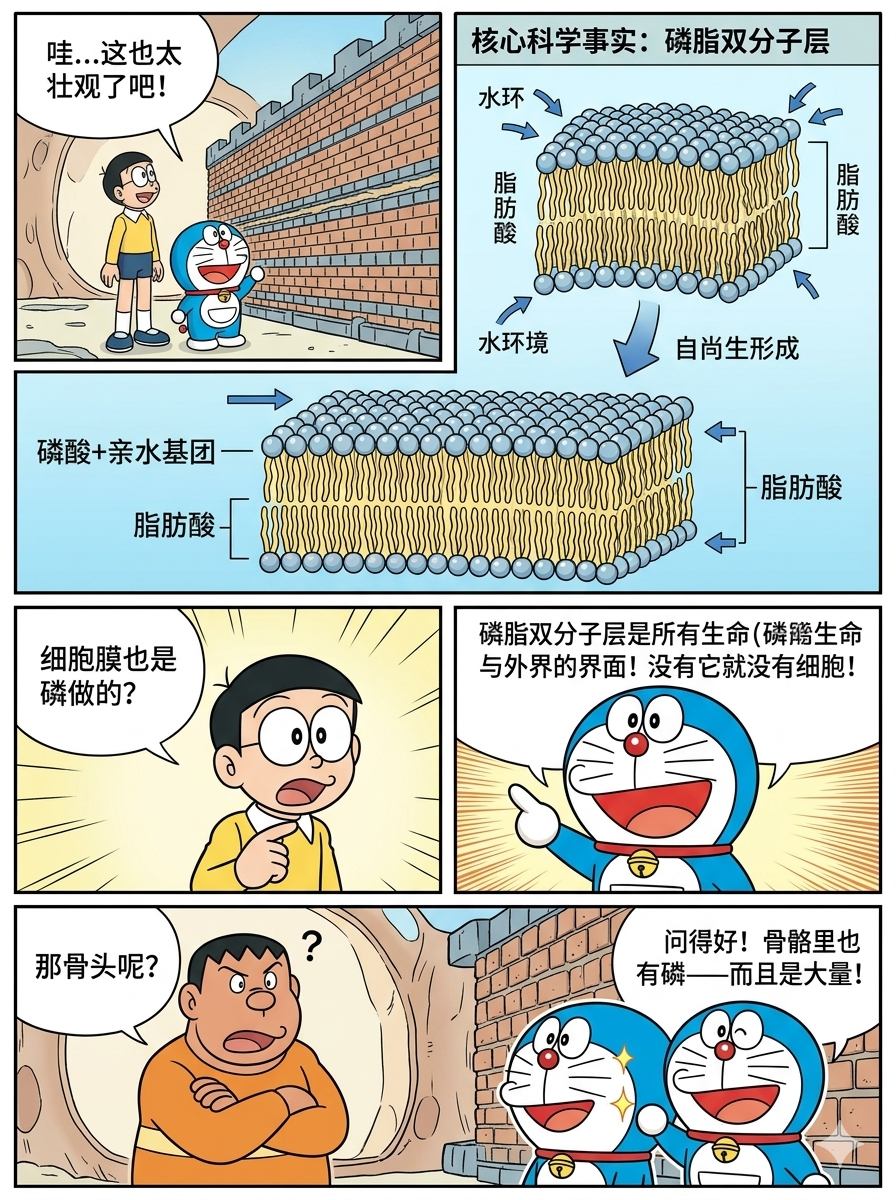 哇…这也太
壮观了吧！
核心科学事实：磷脂双分子层
水环
脂肪酸
脂肪酸
水环境
自尚生形成
磷酸+亲水基团
脂肪酸
脂肪酸
细胞膜也是
磷做的？
磷脂双分子层是所有生命(磷生命
与外界的界面！没有它就没有细胞！
那骨头呢？
?
问得好！骨骼里也
有磷——而且是大量！